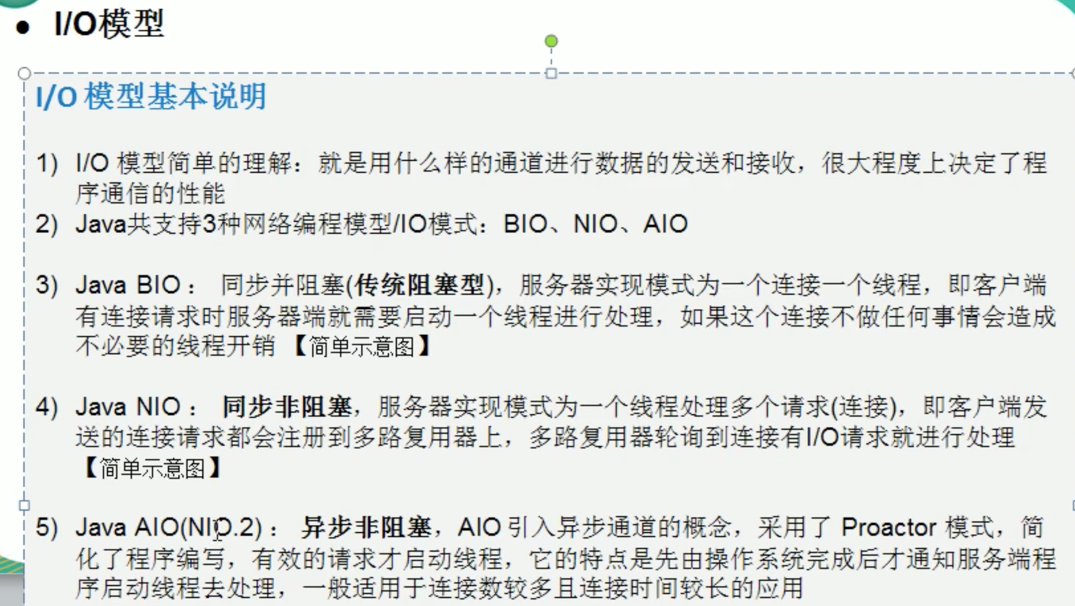 ● I/O模型
I/O 模型基本说明
1) I/O 模型简单的理解：就是用什么样的通道进行数据的发送和接收，很大程度上决定了程
序通信的性能
2) Java共支持3种网络编程模型/IO模式：BIO、NIO、AIO
3) Java BIO： 同步并阻塞(传统阻塞型)，服务器实现模式为一个连接一个线程，即客户端
有连接请求时服务器端就需要启动一个线程进行处理，如果这个连接不做任何事情会造成
不必要的线程开销 【简单示意图】
4) Java NIO： 同步非阻塞，服务器实现模式为一个线程处理多个请求(连接)，即客户端发
送的连接请求都会注册到多路复用器上，多路复用器轮询到连接有I/O请求就进行处理
【简单示意图】
5) Java AIO(NIO.2)： 异步非阻塞，AIO 引入异步通道的概念，采用了 Proactor 模式，简
化了程序编写，有效的请求才启动线程，它的特点是先由操作系统完成后才通知服务端程
序启动线程去处理，一般适用于连接数较多且连接时间较长的应用